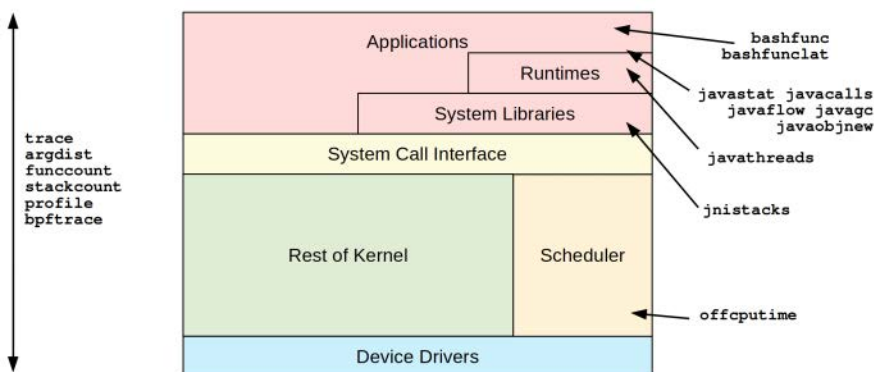 trace
argdist
funccount
stackcount
profile
bpftrace
Applications
Runtimes
System Libraries
System Call Interface
Rest of Kernel
Scheduler
Device Drivers
bashfunc
bashfunclat
javastat javacalls
javaflow javagc
javaobjnew
javathreads
jnistacks
offcputime